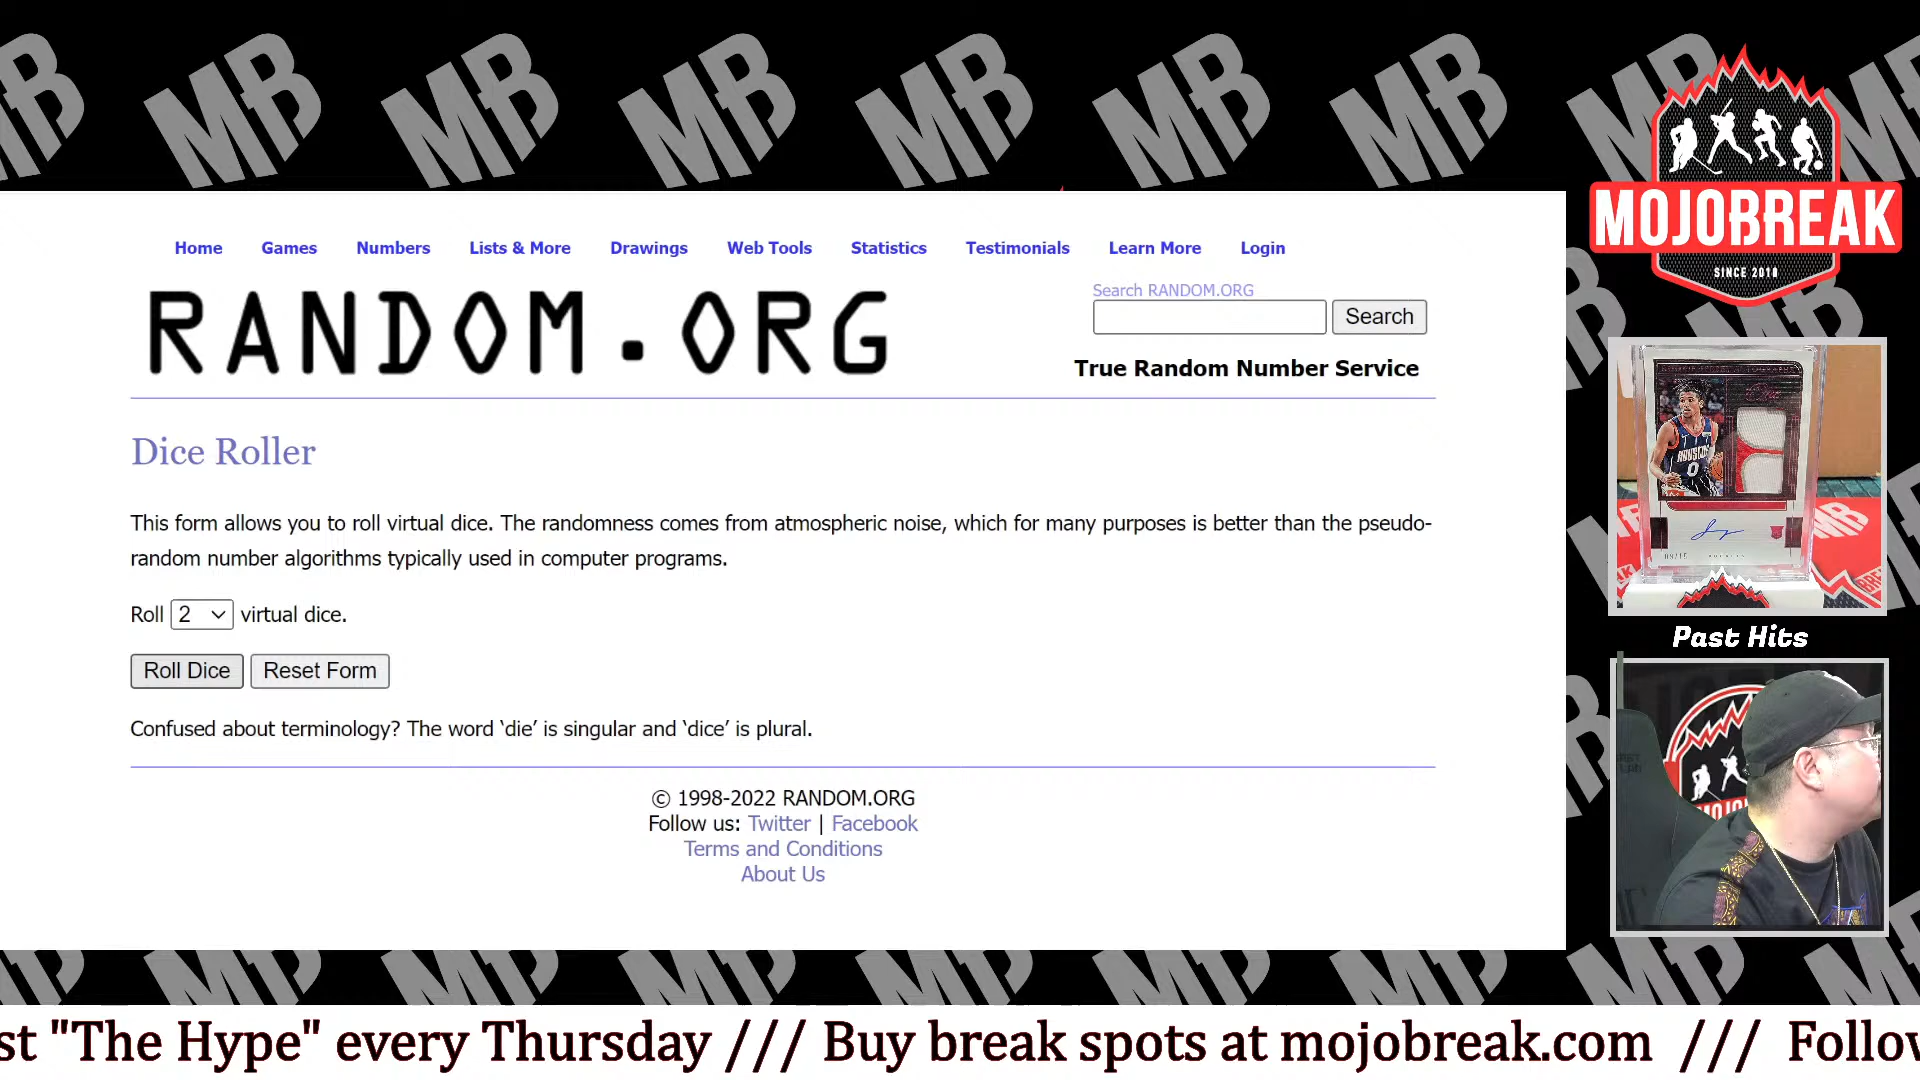 MB MB MB MB MB MB MB MB
MOJOBREAK
SINCE 2010
Home Games Numbers Lists & More Drawings Web Tools Statistics Testimonials Learn More Login
Search RANDOM.ORG
RANDOM.ORG
Search
True Random Number Service
Dice Roller
This form allows you to roll virtual dice. The randomness comes from atmospheric noise, which for many purposes is better than the pseudo-
random number algorithms typically used in computer programs.
Roll 2 virtual dice.
Roll Dice Reset Form
Confused about terminology? The word ‘die’ is singular and ‘dice’ is plural.
© 1998-2022 RANDOM.ORG
Follow us: Twitter | Facebook
Terms and Conditions
About Us
0
MB
Past Hits
MOJOBREAK
st "The Hype" every Thursday /// Buy break spots at mojobreak.com /// Follow